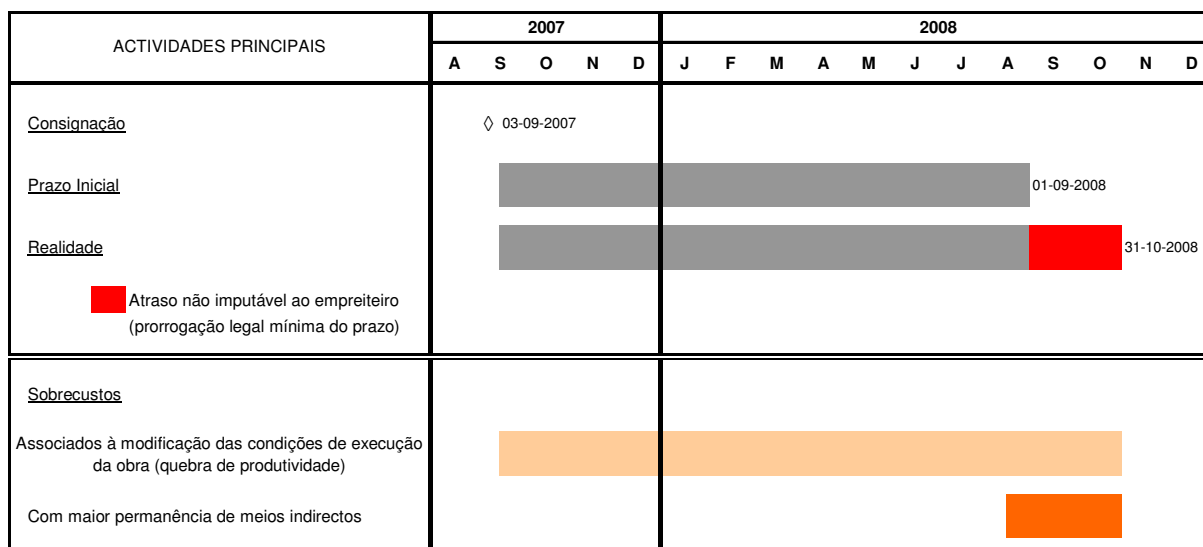 ACTIVIDADES PRINCIPAIS
2007
2008
A S O N D J F M A M J J A S O N D
Consignação
◊ 03-09-2007
Prazo Inicial
01-09-2008
Realidade
31-10-2008
Atraso não imputável ao empreiteiro
(prorrogação legal mínima do prazo)
Sobrecustos
Associados à modificação das condições de execução
da obra (quebra de produtividade)
Com maior permanência de meios indirectos